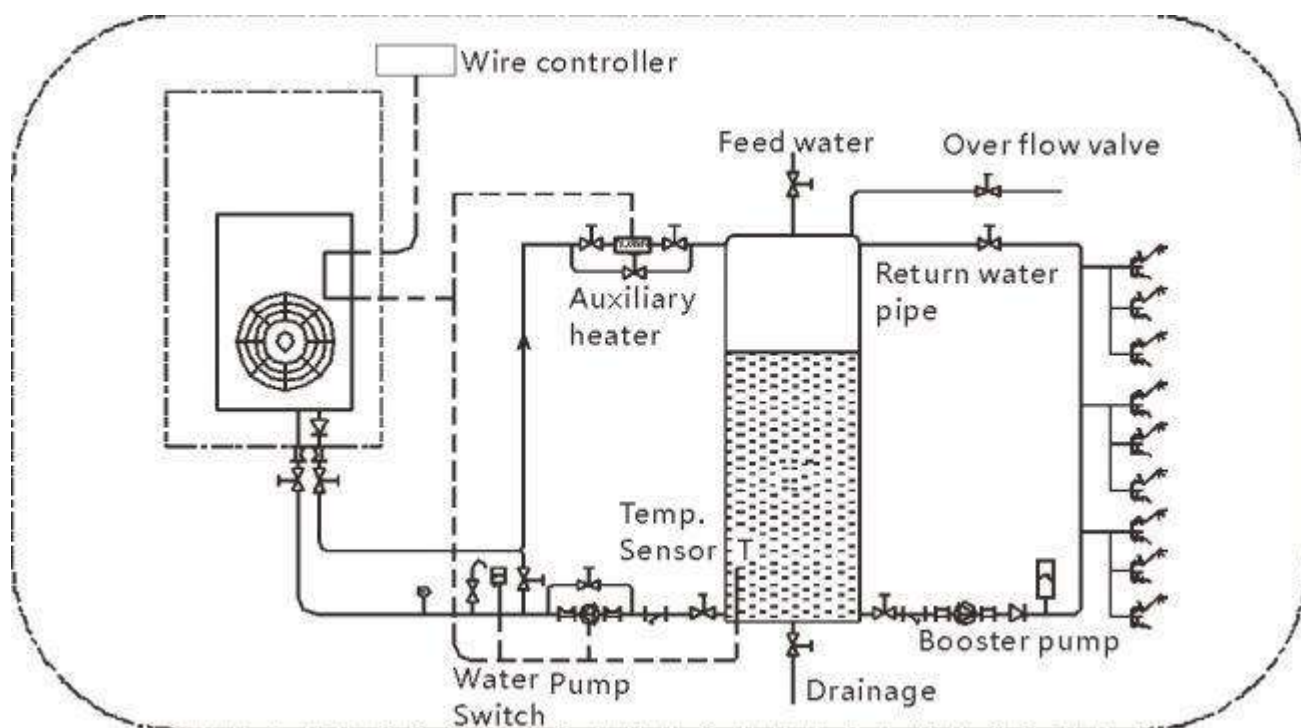 Wire controller
Feed water
Over flow valve
Auxiliary
heater
Return water
pipe
Temp.
Sensor T
Booster pump
Water
Switch
Pump
Drainage